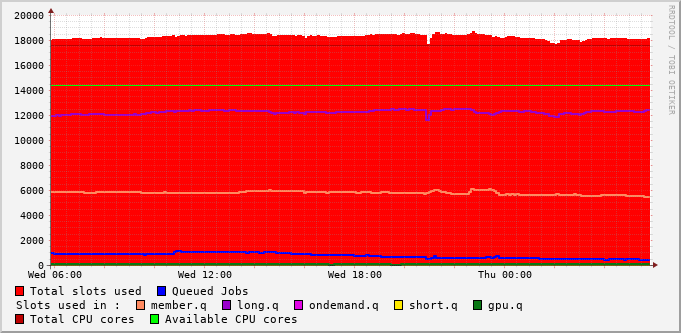 20000
18000
16000
14000
12000
10000
8000
6000
4000
2000
0
Wed 06:00 Wed 12:00 Wed 18:00 Thu 00:00
RRDTOOL / TOBI OETIKER
Total slots used Queued Jobs
Slots used in : member.q long.q ondemand.q short.q gpu.q
Total CPU cores Available CPU cores